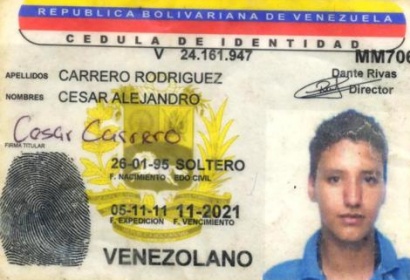 REPUBLICA BOLIVARIANA DE VENEZUELA
CEDULA DE IDENTIDAD
V 24.161.947 MM706
APELLIDOS CARRERO RODRIGUEZ Dante Rivas
NOMBRES CESAR ALEJANDRO Director
Cesar Carrero
FIRMA TITULAR
26-01-95 SOLTERO
F. NACIMIENTO EDO CIVIL
05-11-11 11-2021
F. EXPEDICION F. VENCIMIENTO
VENEZOLANO